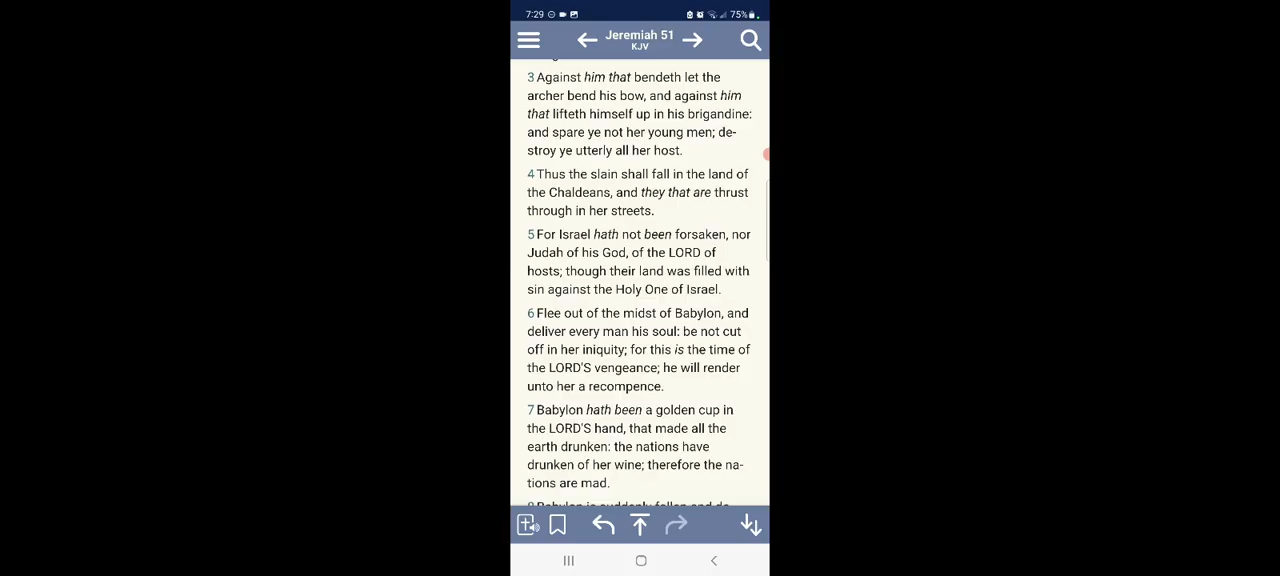 7:29
75%
Jeremiah 51
KJV
3 Against him that bendeth let the
archer bend his bow, and against him
that lifteth himself up in his brigandine:
and spare ye not her young men; de-
stroy ye utterly all her host.
4 Thus the slain shall fall in the land of
the Chaldeans, and they that are thrust
through in her streets.
5 For Israel hath not been forsaken, nor
Judah of his God, of the LORD of
hosts; though their land was filled with
sin against the Holy One of Israel.
6 Flee out of the midst of Babylon, and
deliver every man his soul: be not cut
off in her iniquity; for this is the time of
the LORD'S vengeance; he will render
unto her a recompence.
7 Babylon hath been a golden cup in
the LORD'S hand, that made all the
earth drunken: the nations have
drunken of her wine; therefore the na-
tions are mad.
8 Babylon is suddenly fallen and de-